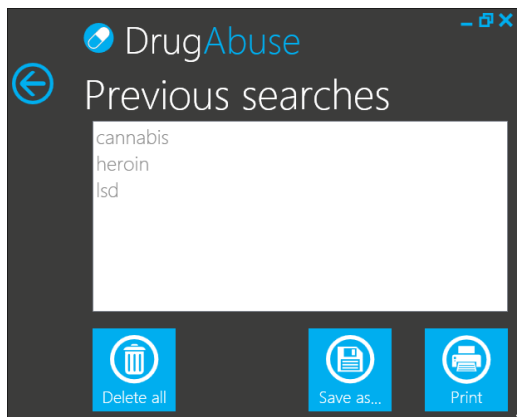 DrugAbuse
Previous searches
cannabis
heroin
lsd
Delete all
Save as...
Print